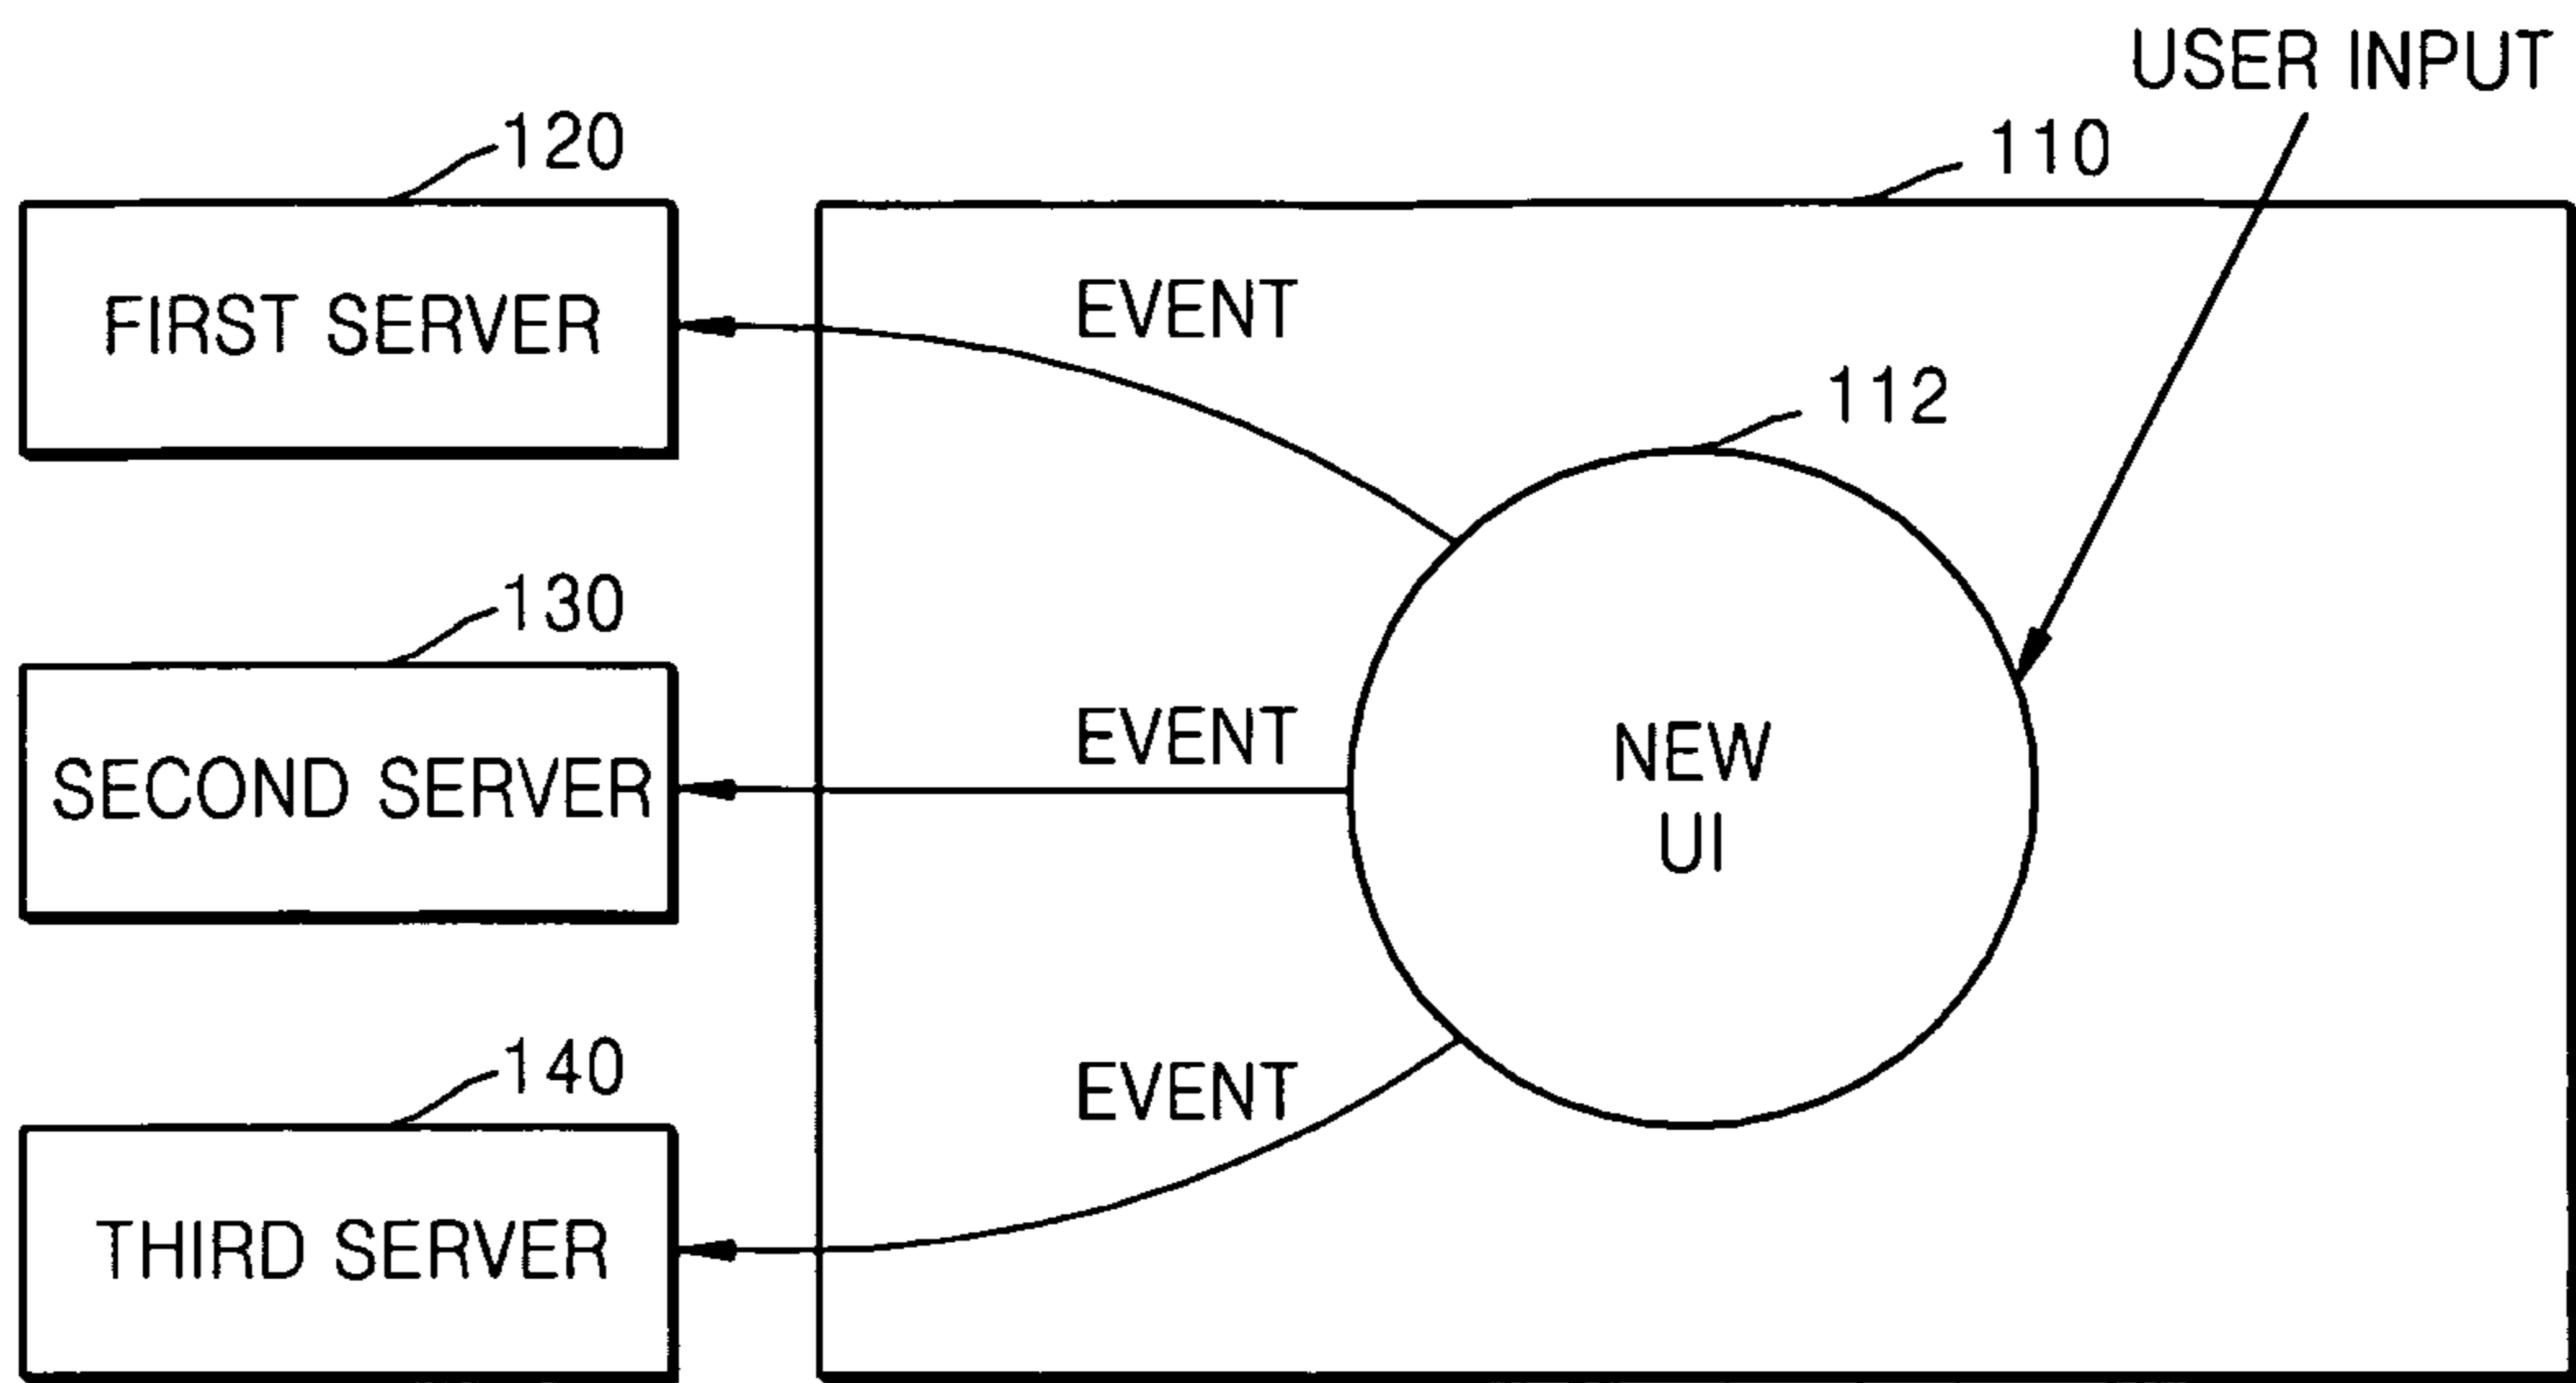 USER INPUT
120
110
FIRST SERVER
EVENT
112
130
SECOND SERVER
EVENT
NEW
UI
140
THIRD SERVER
EVENT